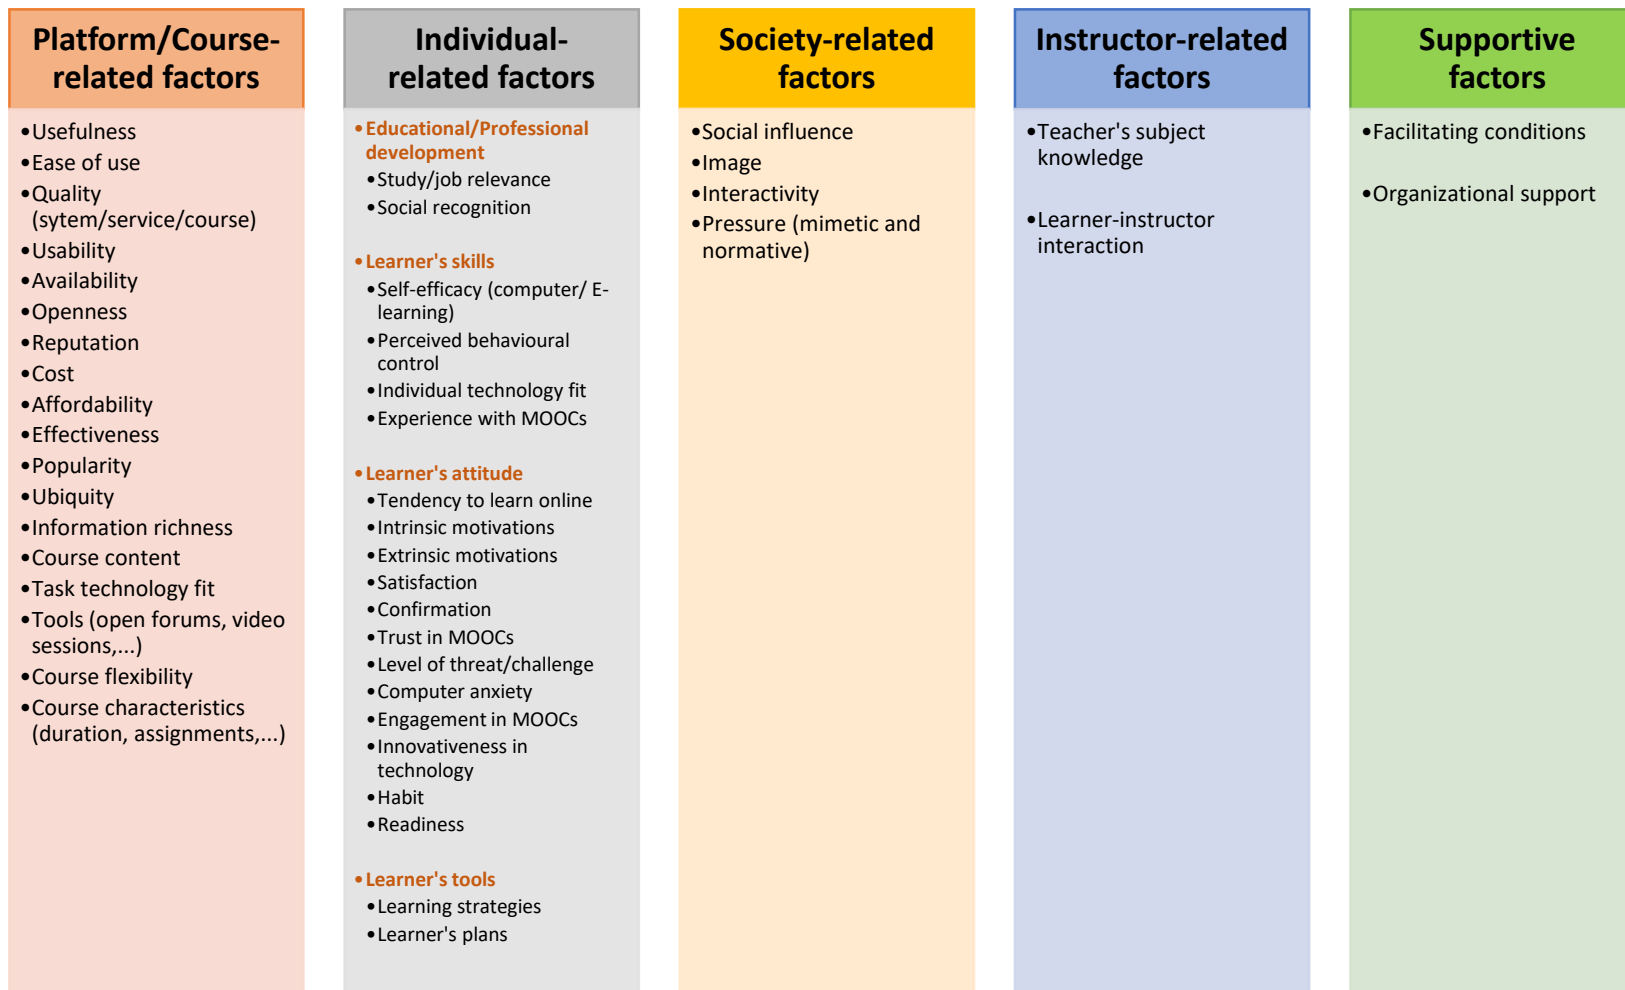 Platform/Course-
related factors
•Usefulness
•Ease of use
•Quality
(sytem/service/course)
•Usability
•Availability
•Openness
•Reputation
•Cost
•Affordability
•Effectiveness
•Popularity
•Ubiquity
•Information richness
•Course content
•Task technology fit
•Tools (open forums, video
sessions,...)
•Course flexibility
•Course characteristics
(duration, assignments,...)
Individual-
related factors
•Educational/Professional
development
•Study/job relevance
•Social recognition
•Learner's skills
•Self-efficacy (computer/ E-
learning)
•Perceived behavioural
control
•Individual technology fit
•Experience with MOOCs
•Learner's attitude
•Tendency to learn online
•Intrinsic motivations
•Extrinsic motivations
•Satisfaction
•Confirmation
•Trust in MOOCs
•Level of threat/challenge
•Computer anxiety
•Engagement in MOOCs
•Innovativeness in
technology
•Habit
•Readiness
•Learner's tools
•Learning strategies
•Learner's plans
Society-related
factors
•Social influence
•Image
•Interactivity
•Pressure (mimetic and
normative)
Instructor-related
factors
•Teacher's subject
knowledge
•Learner-instructor
interaction
Supportive
factors
•Facilitating conditions
•Organizational support